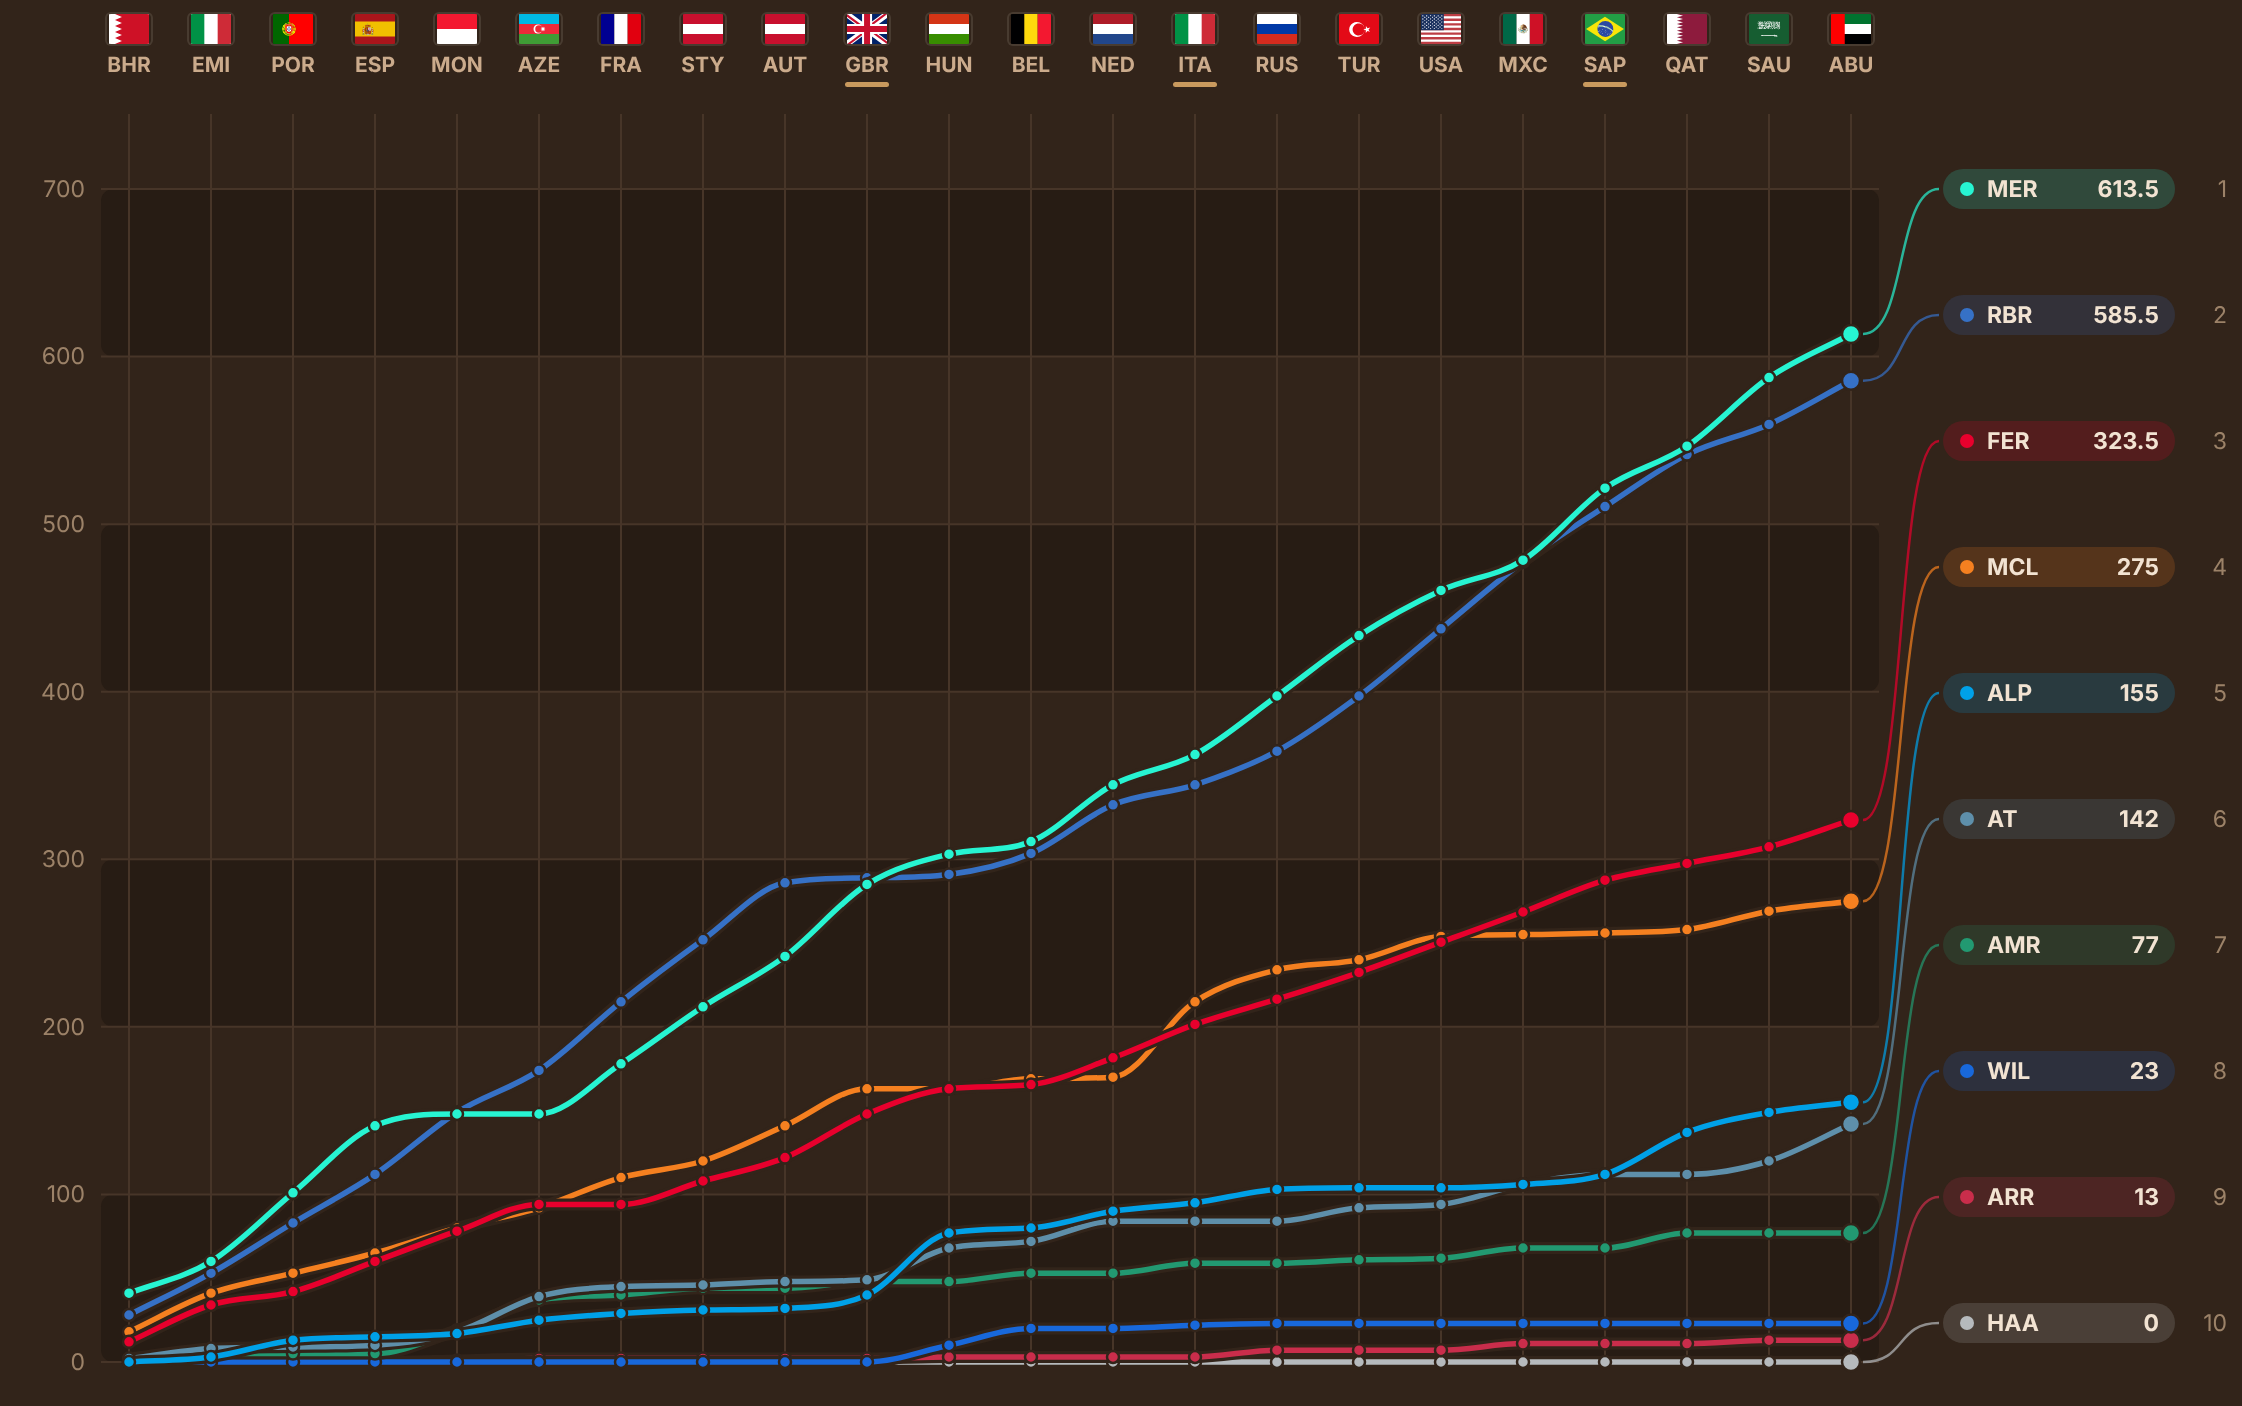 BHR EMI POR ESP MON AZE FRA STY AUT GBR HUN BEL NED ITA RUS TUR USA MXC SAP QAT SAU ABU
700
600
500
400
300
200
100
0
MER 613.5 1
RBR 585.5 2
FER 323.5 3
MCL 275 4
ALP 155 5
AT 142 6
AMR 77 7
WIL 23 8
ARR 13 9
HAA 0 10